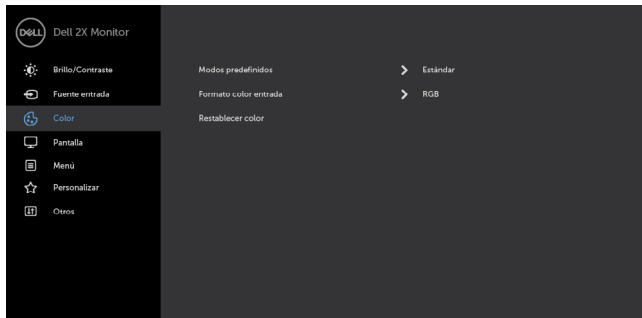 DELL Dell 2X Monitor
Brillo/Contraste Modos predefinidos Estándar
Fuente entrada Formato color entrada RGB
Color Restablecer color
Pantalla
Menú
Personalizar
Otros